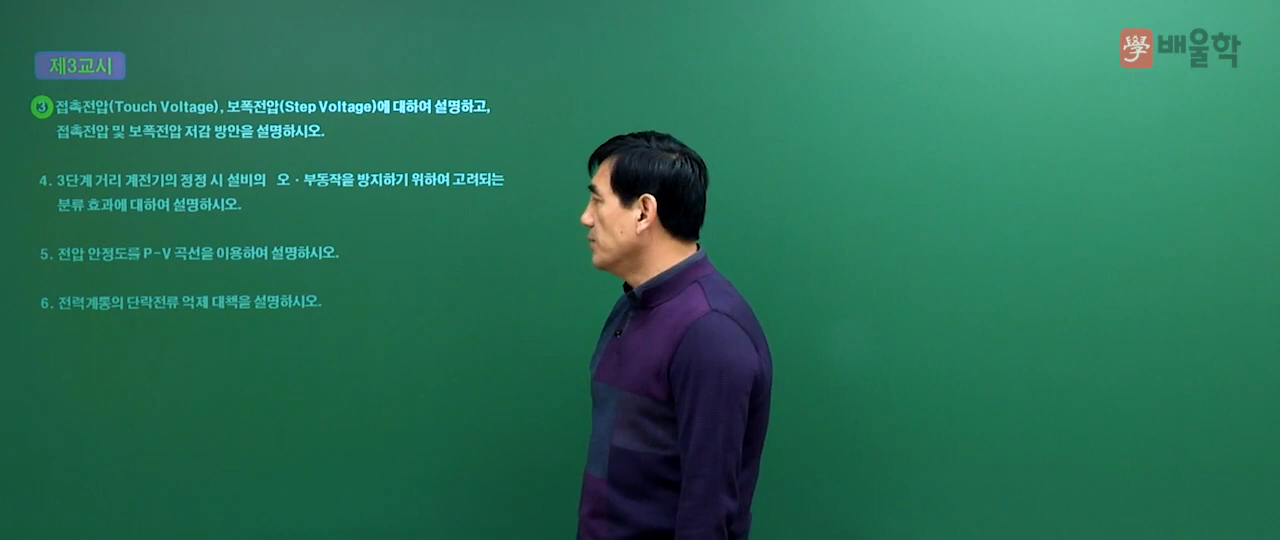 學 배울학
제3교시
3 접촉전압(Touch Voltage), 보폭전압(Step Voltage)에 대하여 설명하고,
접촉전압 및 보폭전압 저감 방안을 설명하시오.
4. 3단계 거리 계전기의 정정 시 설비의 오·부동작을 방지하기 위하여 고려되는
분류 효과에 대하여 설명하시오.
5. 전압 안정도를 P-V 곡선을 이용하여 설명하시오.
6. 전력계통의 단락전류 억제 대책을 설명하시오.